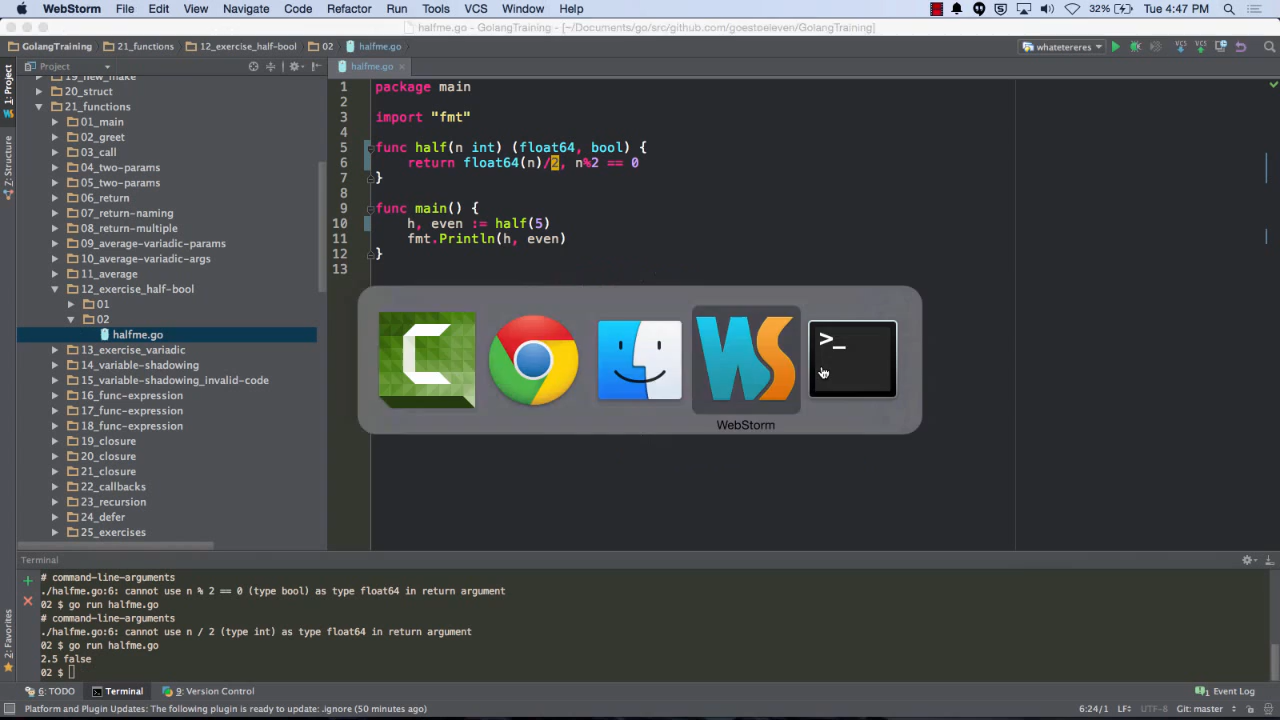 WebStorm File Edit View Navigate Code Refactor Run Tools VCS Window Help 32% Tue 4:47 PM
halfme.go - GolangTraining - [~/Documents/go/src/github.com/goestoeleven/GolangTraining]
GolangTraining 21_functions 12_exercise_half-bool 02 halfme.go whatetereres
Project halfme.go ×
1: Project
Z: Structure
2: Favorites
19_new_make
20_struct
21_functions
01_main
02_greet
03_call
04_two-params
05_two-params
06_return
07_return-naming
08_return-multiple
09_average-variadic-params
10_average-variadic-args
11_average
12_exercise_half-bool
01
02
halfme.go
13_exercise_variadic
14_variable-shadowing
15_variable-shadowing_invalid-code
16_func-expression
17_func-expression
18_func-expression
19_closure
20_closure
21_closure
22_callbacks
23_recursion
24_defer
25_exercises
1 package main
2
3 import "fmt"
4
5 func half(n int) (float64, bool) {
6 return float64(n)/2, n%2 == 0
7 }
8
9 func main() {
10 h, even := half(5)
11 fmt.Println(h, even)
12 }
13
WS
>_
WebStorm
Terminal
# command-line-arguments
./halfme.go:6: cannot use n % 2 == 0 (type bool) as type float64 in return argument
02 $ go run halfme.go
# command-line-arguments
./halfme.go:6: cannot use n / 2 (type int) as type float64 in return argument
02 $ go run halfme.go
2.5 false
02 $
6: TODO Terminal 9: Version Control 1 Event Log
Platform and Plugin Updates: The following plugin is ready to update: .ignore (50 minutes ago) 6:24/1 LF÷ UTF-8 Git: master